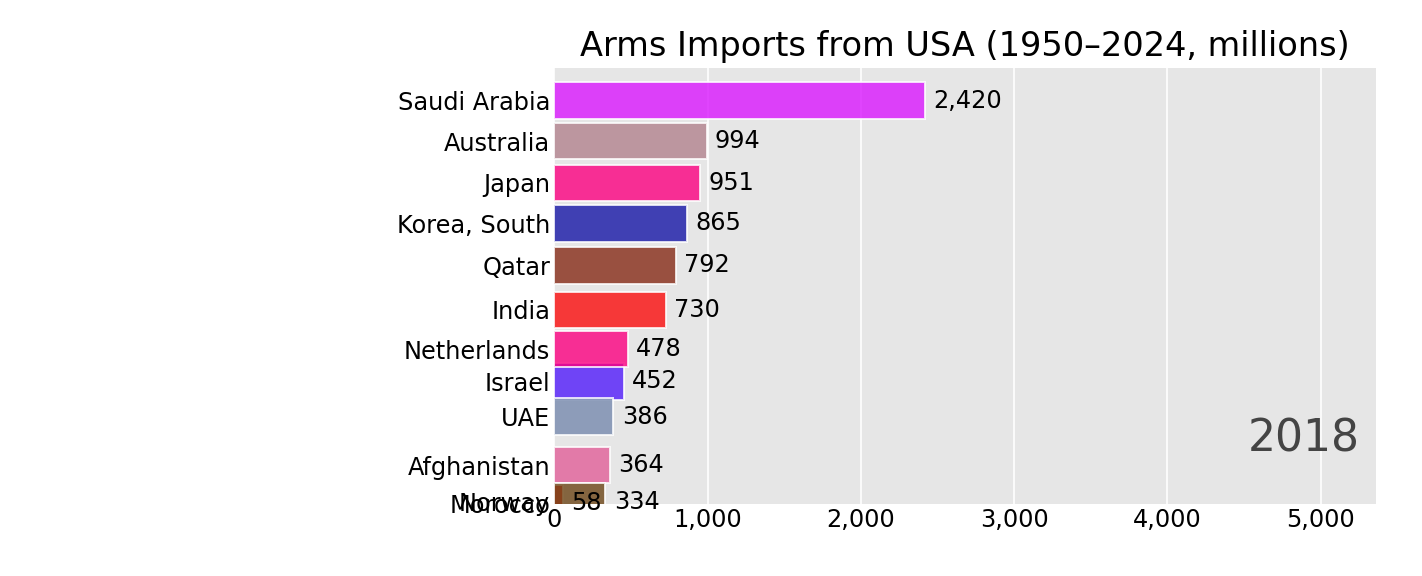 Arms Imports from USA (1950–2024, millions)
Saudi Arabia 2,420
Australia 994
Japan 951
Korea, South 865
Qatar 792
India 730
Netherlands 478
Israel 452
UAE 386
2018
Afghanistan 364
Norway 334
Morocco 58
0 1,000 2,000 3,000 4,000 5,000